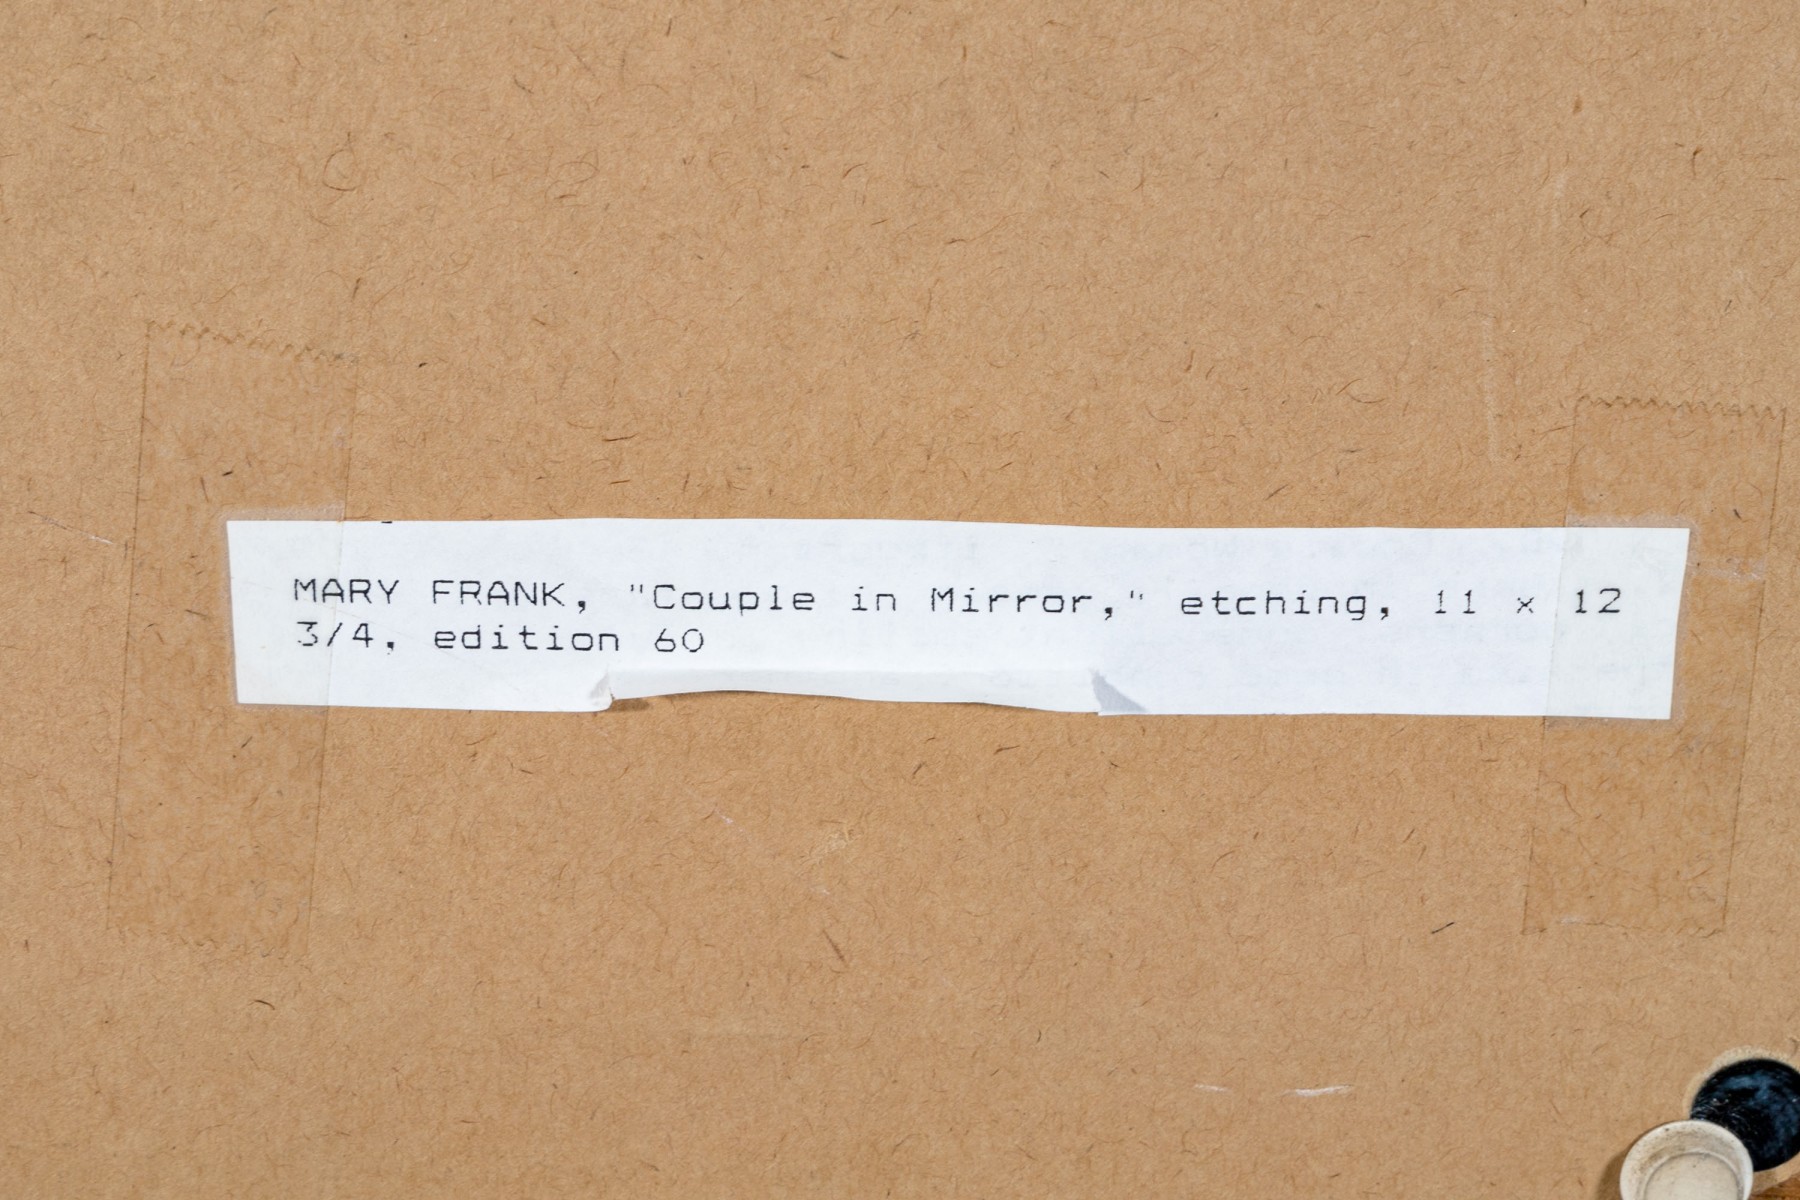 MARY FRANK, "Couple in Mirror," etching, 11 x 12
3/4, edition 60